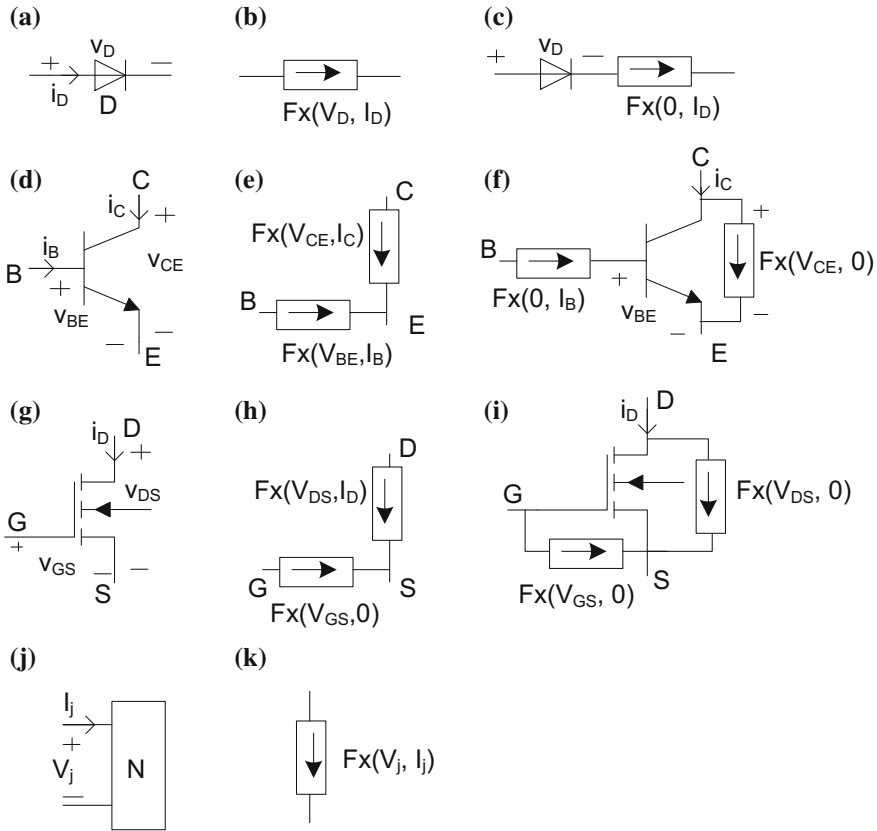 (a)
+ v_D −
i_D D
(b)
Fx(V_D, I_D)
(c)
+ v_D −
Fx(0, I_D)
(d)
C
i_C +
i_B
B v_CE
+
v_BE
− −
E
(e)
C
Fx(V_CE,I_C)
B
E
Fx(V_BE,I_B)
(f)
C
i_C
+
B
Fx(V_CE, 0)
+
Fx(0, I_B)
v_BE
− −
E
(g)
i_D D
+
v_DS
G
+
v_GS
− −
S
(h)
D
Fx(V_DS,I_D)
G S
Fx(V_GS,0)
(i)
i_D D
G
Fx(V_DS, 0)
S
Fx(V_GS, 0)
(j)
I_j
+
V_j N
−
(k)
Fx(V_j, I_j)